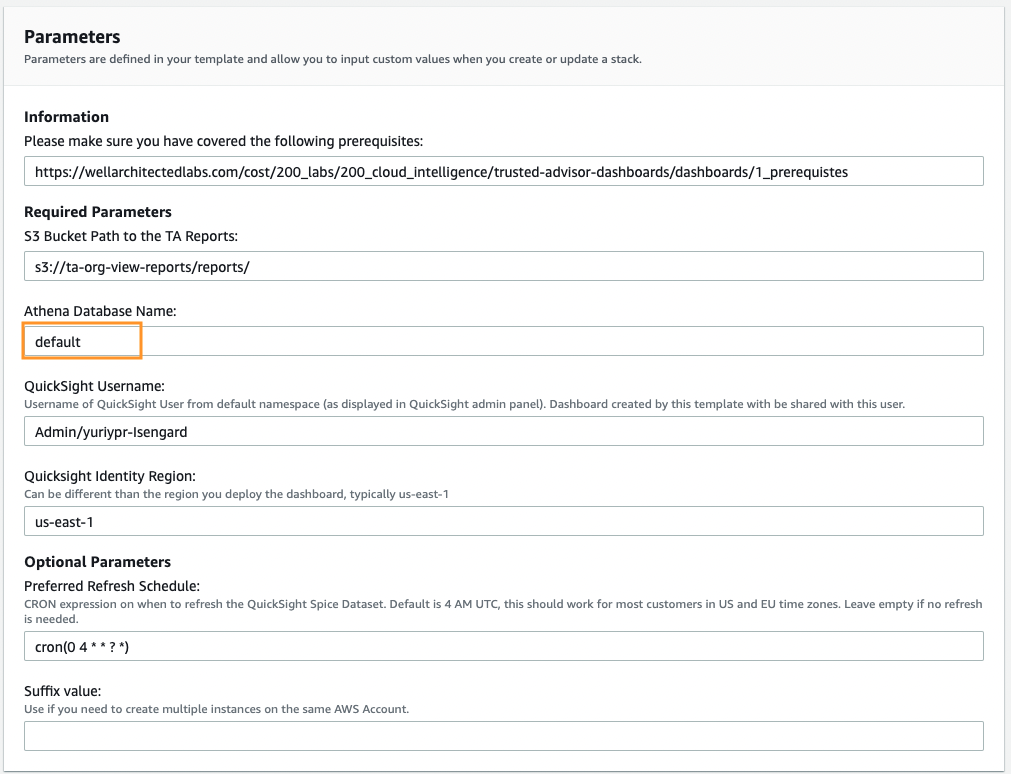 Parameters
Parameters are defined in your template and allow you to input custom values when you create or update a stack.
Information
Please make sure you have covered the following prerequisites:
https://wellarchitectedlabs.com/cost/200_labs/200_cloud_intelligence/trusted-advisor-dashboards/dashboards/1_prerequistes
Required Parameters
S3 Bucket Path to the TA Reports:
s3://ta-org-view-reports/reports/
Athena Database Name:
default
QuickSight Username:
Username of QuickSight User from default namespace (as displayed in QuickSight admin panel). Dashboard created by this template with be shared with this user.
Admin/yuriypr-Isengard
Quicksight Identity Region:
Can be different than the region you deploy the dashboard, typically us-east-1
us-east-1
Optional Parameters
Preferred Refresh Schedule:
CRON expression on when to refresh the QuickSight Spice Dataset. Default is 4 AM UTC, this should work for most customers in US and EU time zones. Leave empty if no refresh
is needed.
cron(0 4 * * ? *)
Suffix value:
Use if you need to create multiple instances on the same AWS Account.